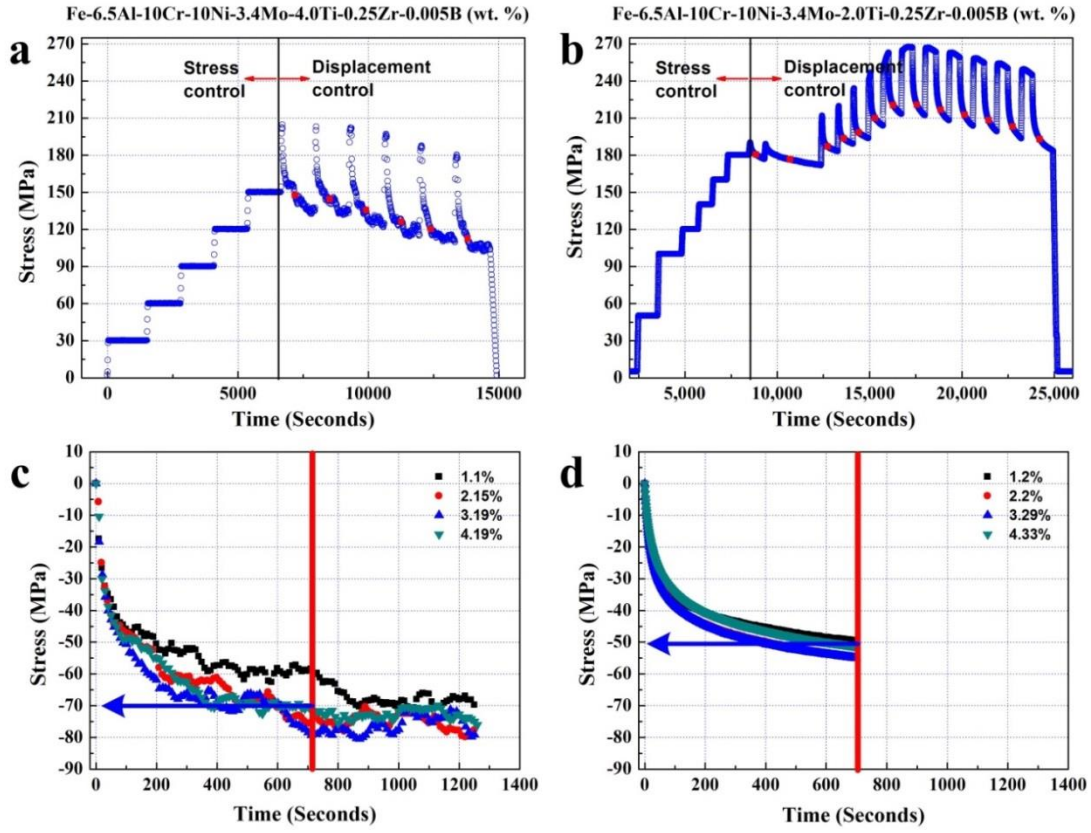 Fe-6.5Al-10Cr-10Ni-3.4Mo-4.0Ti-0.25Zr-0.005B (wt. %)
Fe-6.5Al-10Cr-10Ni-3.4Mo-2.0Ti-0.25Zr-0.005B (wt. %)
a
Stress control
Displacement control
270
240
210
180
150
120
90
60
30
0
Stress (MPa)
0 5000 10000 15000
Time (Seconds)
b
Stress control
Displacement control
270
240
210
180
150
120
90
60
30
0
Stress (MPa)
5,000 10,000 15,000 20,000 25,000
Time (Seconds)
c
1.1%
2.15%
3.19%
4.19%
10
0
-10
-20
-30
-40
-50
-60
-70
-80
-90
Stress (MPa)
0 200 400 600 800 1000 1200 1400
Time (Seconds)
d
1.2%
2.2%
3.29%
4.33%
10
0
-10
-20
-30
-40
-50
-60
-70
-80
-90
Stress (MPa)
0 200 400 600 800 1000 1200 1400
Time (Seconds)